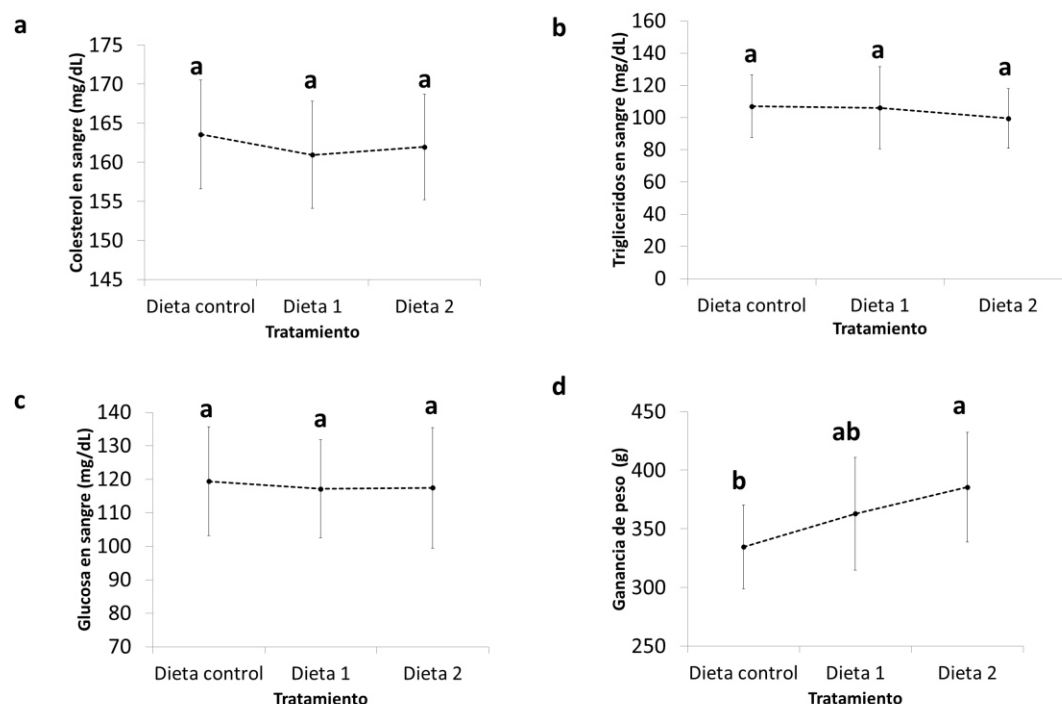 a
175
170
165
160
155
150
145
Colesterol en sangre (mg/dL)
a a a
Dieta control Dieta 1 Dieta 2
Tratamiento
b
160
140
120
100
80
60
40
20
0
Trigliceridos en sangre (mg/dL)
a a a
Dieta control Dieta 1 Dieta 2
Tratamiento
c
140
130
120
110
100
90
80
70
Glucosa en sangre (mg/dL)
a a a
Dieta control Dieta 1 Dieta 2
Tratamiento
d
450
400
350
300
250
Ganancia de peso (g)
b ab a
Dieta control Dieta 1 Dieta 2
Tratamiento